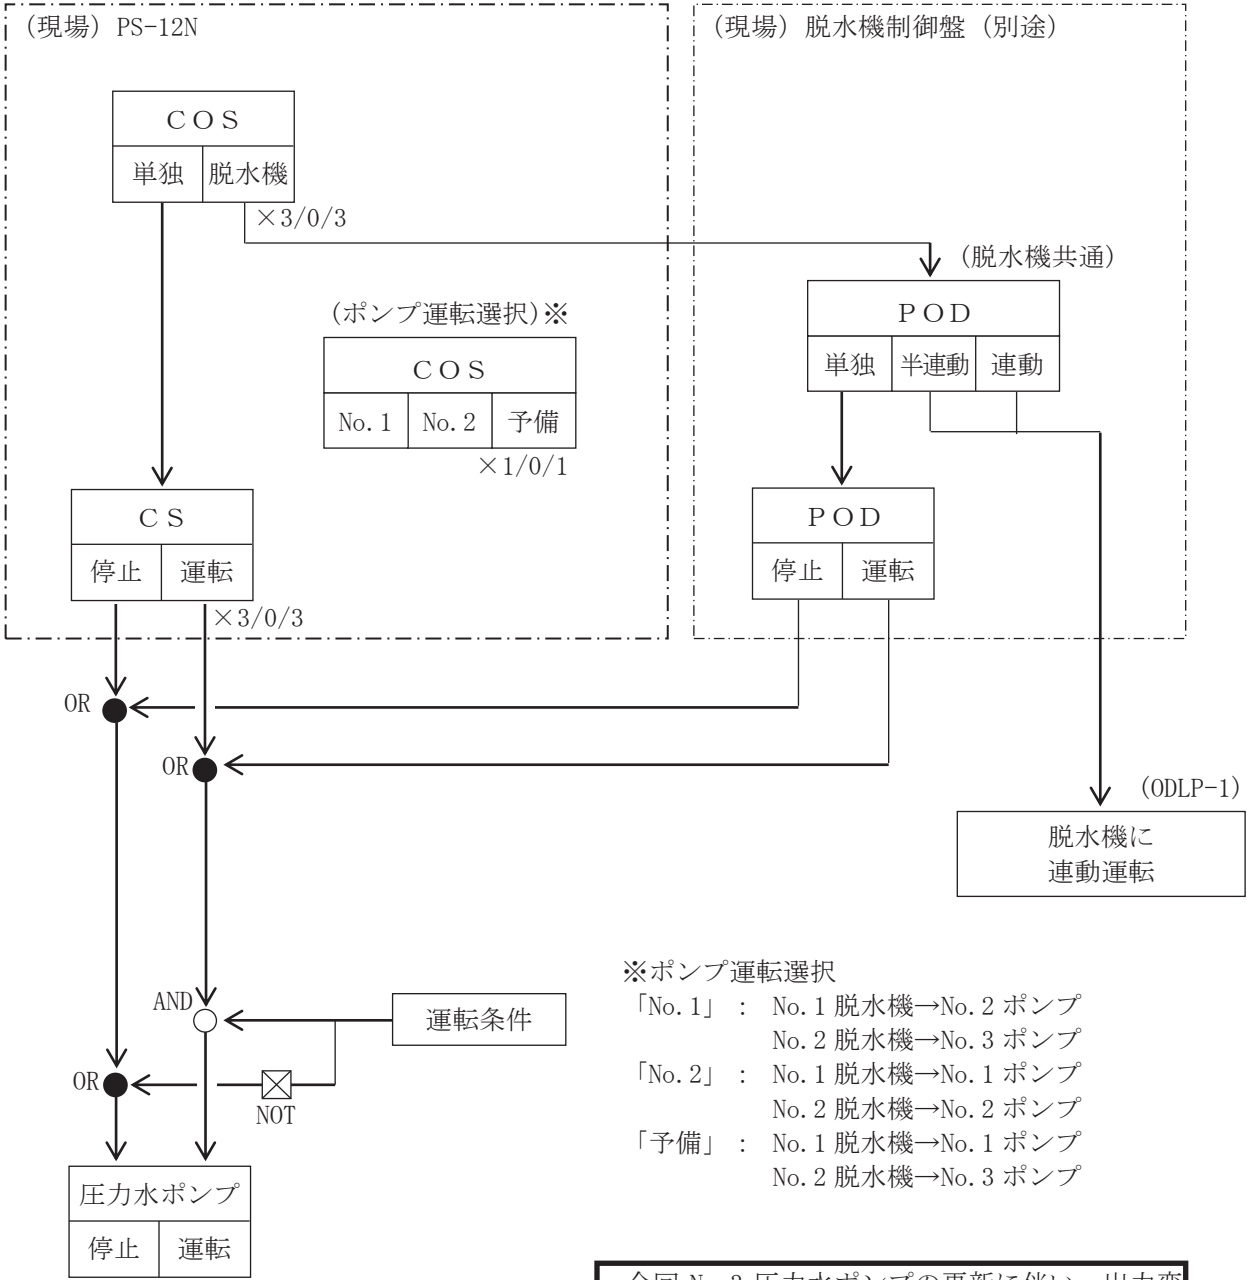 (現場) PS-12N
(現場) 脱水機制御盤 (別途)
ＣＯＳ
単独 脱水機
×3/0/3
(脱水機共通)
ＰＯＤ
単独 半連動 連動
(ポンプ運転選択)※
ＣＯＳ
No.1 No.2 予備
×1/0/1
ＣＳ
停止 運転
×3/0/3
ＰＯＤ
停止 運転
OR
OR
(ODLP-1)
脱水機に
連動運転
※ポンプ運転選択
「No.1」 : No.1 脱水機→No.2 ポンプ
No.2 脱水機→No.3 ポンプ
「No.2」 : No.1 脱水機→No.1 ポンプ
No.2 脱水機→No.2 ポンプ
「予備」 : No.1 脱水機→No.1 ポンプ
No.2 脱水機→No.3 ポンプ
AND
運転条件
OR
NOT
圧力水ポンプ
停止 運転